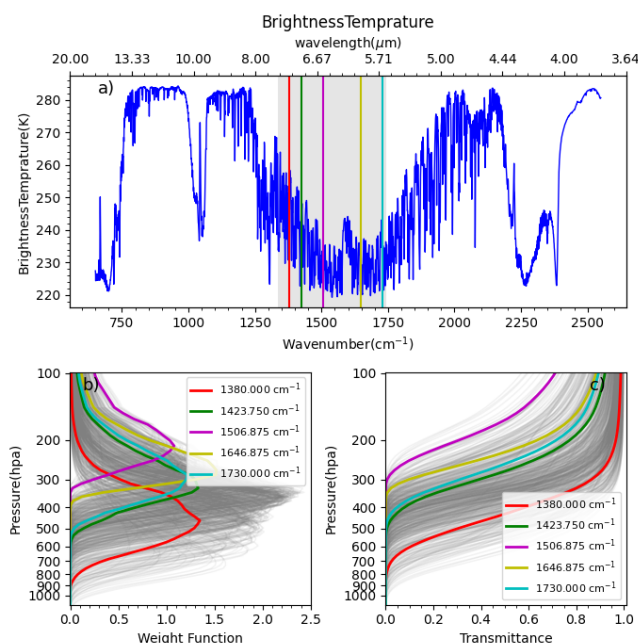 BrightnessTemprature
wavelength(μm)
20.00 13.33 10.00 8.00 6.67 5.71 5.00 4.44 4.00 3.64
a)
BrightnessTemprature(K)
280
270
260
250
240
230
220
750 1000 1250 1500 1750 2000 2250 2500
Wavenumber(cm⁻¹)
b)
Pressure(hpa)
100
200
300
400
500
600
700
800
900
1000
1380.000 cm⁻¹
1423.750 cm⁻¹
1506.875 cm⁻¹
1646.875 cm⁻¹
1730.000 cm⁻¹
0.0 0.5 1.0 1.5 2.0 2.5
Weight Function
c)
Pressure(hpa)
100
200
300
400
500
600
700
800
900
1000
1380.000 cm⁻¹
1423.750 cm⁻¹
1506.875 cm⁻¹
1646.875 cm⁻¹
1730.000 cm⁻¹
0.0 0.2 0.4 0.6 0.8 1.0
Transmittance